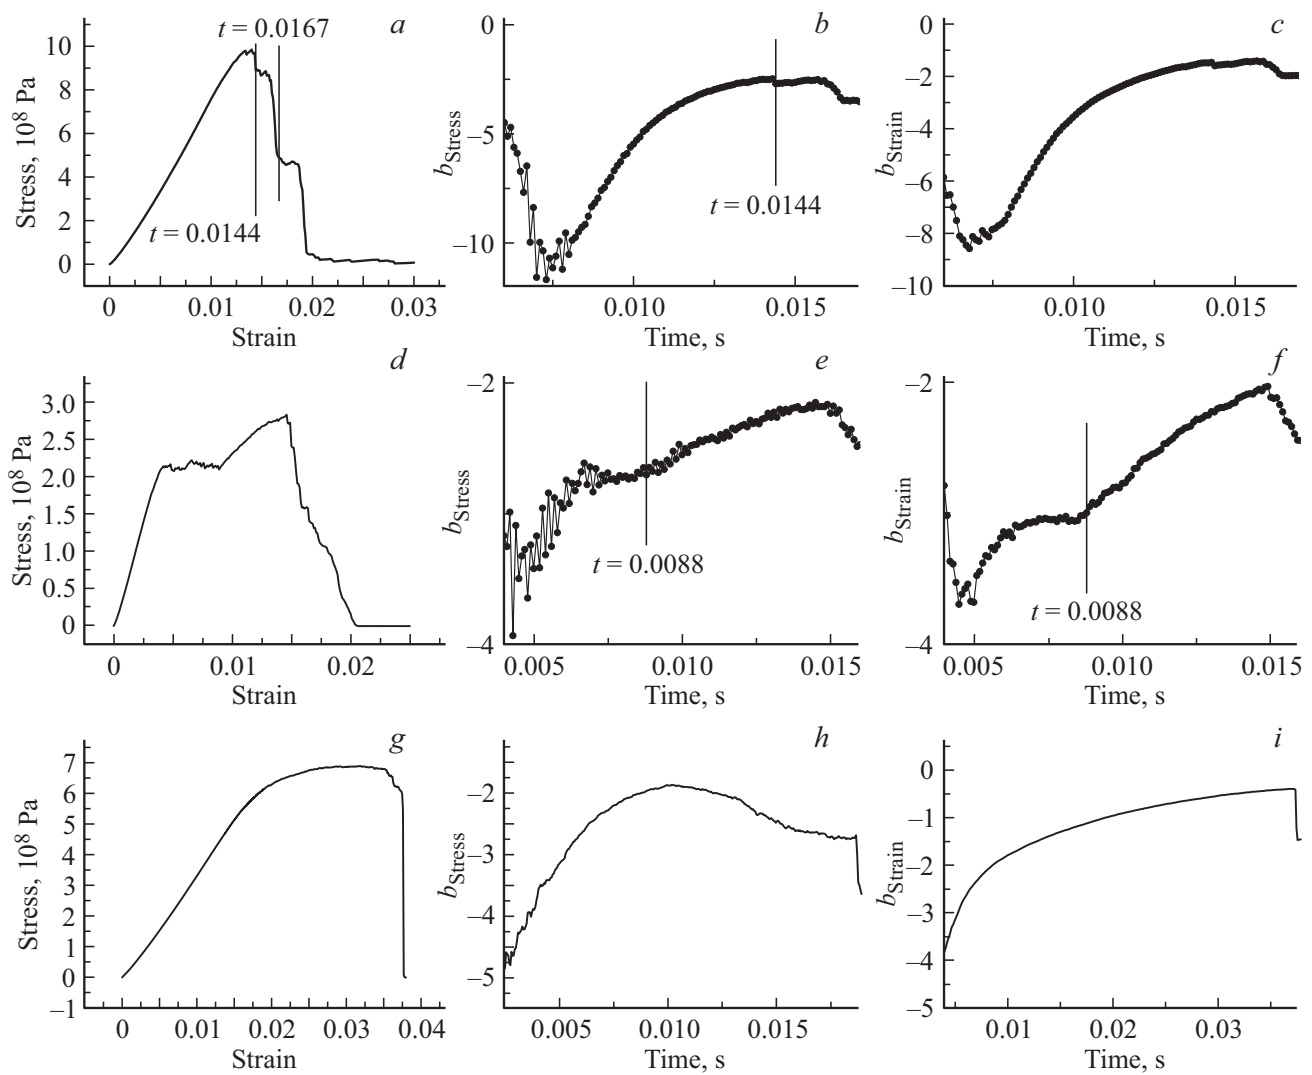 a
t = 0.0167
10
8
6
4
2
0
Stress, 10⁸ Pa
t = 0.0144
0
0.01
0.02
0.03
Strain
b
0
–5
–10
b_Stress
t = 0.0144
0.010
0.015
Time, s
c
0
–2
–4
–6
–8
–10
b_Strain
0.010
0.015
Time, s
d
3.0
2.5
2.0
1.5
1.0
0.5
0
Stress, 10⁸ Pa
0
0.01
0.02
Strain
e
–2
–4
b_Stress
t = 0.0088
0.005
0.010
0.015
Time, s
f
–2
–4
b_Strain
t = 0.0088
0.005
0.010
0.015
Time, s
g
7
6
5
4
3
2
1
0
–1
Stress, 10⁸ Pa
0
0.01
0.02
0.03
0.04
Strain
h
–2
–3
–4
–5
b_Stress
0.005
0.010
0.015
Time, s
i
0
–1
–2
–3
–4
–5
b_Strain
0.01
0.02
0.03
Time, s